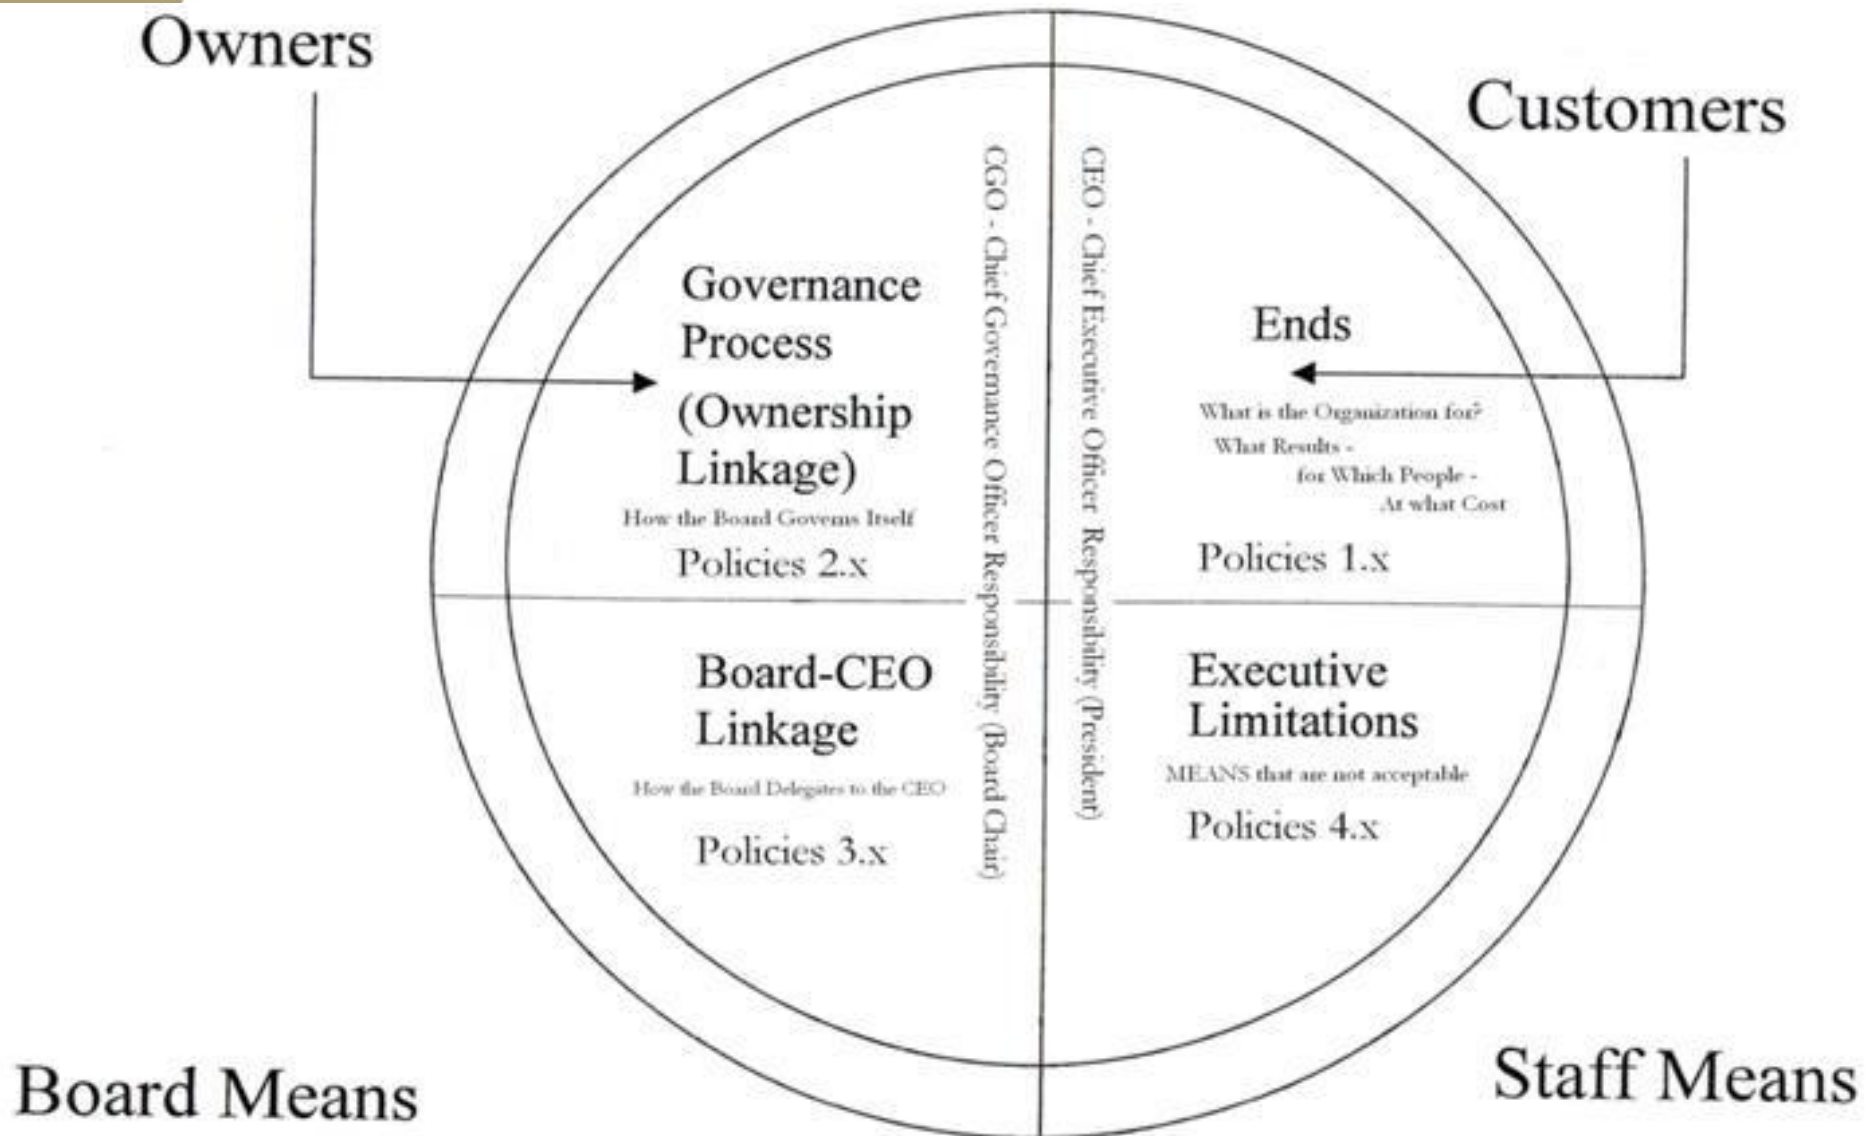 Owners
Customers
CGO - Chief Governance Officer Responsibility (Board Chair)
CEO - Chief Executive Officer Responsibility (President)
Governance
Process
(Ownership
Linkage)
How the Board Governs Itself
Policies 2.x
Ends
What is the Organization for?
What Results -
for Which People -
At what Cost
Policies 1.x
Board-CEO
Linkage
How the Board Delegates to the CEO
Policies 3.x
Executive
Limitations
MEANS that are not acceptable
Policies 4.x
Board Means
Staff Means